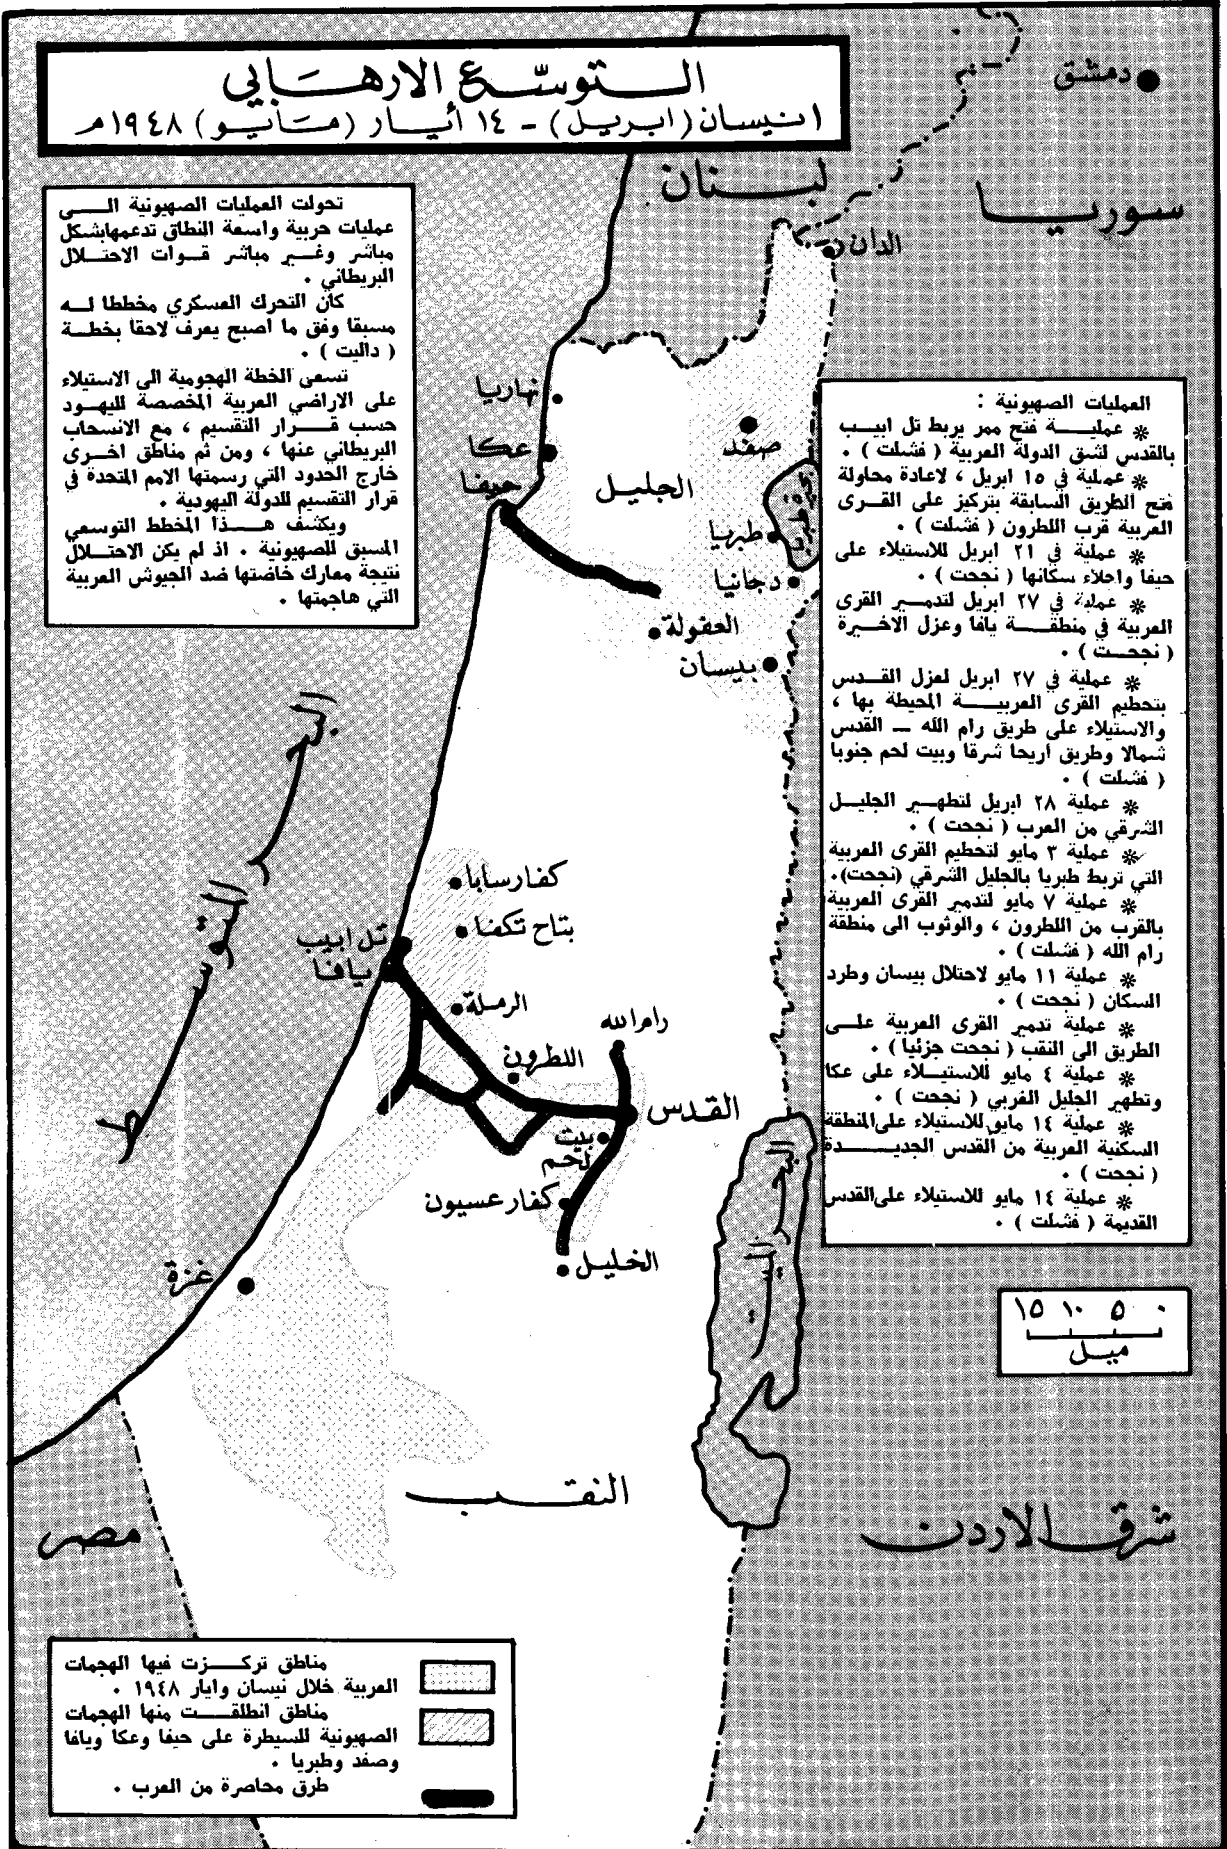 التوسّع الارهابي
١ نيسان (ابريل) - ١٤ أيار (مايو) ١٩٤٨م
دمشق
لبنان
سوريا
الدان
تحولت العمليات الصهيونية الى
عمليات حربية واسعة النطاق تدعمها بشكل
مباشر وغير مباشر قوات الاحتلال
البريطاني .
كان التحرك العسكري مخططا له
مسبقا وفق ما اصبح يعرف لاحقا بخطة
( داليت ) .
تسعى الخطة الهجومية الى الاستيلاء
على الاراضي العربية المخصصة لليهود
حسب قرار التقسيم ، مع الانسحاب
البريطاني عنها ، ومن ثم مناطق اخرى
خارج الحدود التي رسمتها الامم المتحدة في
قرار التقسيم للدولة اليهودية .
ويكشف هذا المخطط التوسعي
المسبق للصهيونية . اذ لم يكن الاحتلال
نتيجة معارك خاضتها ضد الجيوش العربية
التي هاجمتها .
العمليات الصهيونية :
* عملية فتح ممر يربط تل ابيب
بالقدس لشق الدولة العربية ( فشلت ) .
* عملية في ١٥ ابريل ، لاعادة محاولة
فتح الطريق السابقة بتركيز على القرى
العربية قرب اللطرون ( فشلت ) .
* عملية في ٢١ ابريل للاستيلاء على
حيفا واجلاء سكانها ( نجحت ) .
* عملية في ٢٧ ابريل لتدمير القرى
العربية في منطقة يافا وعزل الاخيرة
( نجحت ) .
* عملية في ٢٧ ابريل لعزل القدس
بتحطيم القرى العربية المحيطة بها ،
والاستيلاء على طريق رام الله — القدس
شمالا وطريق اريحا شرقا وبيت لحم جنوبا
( فشلت ) .
* عملية ٢٨ ابريل لتطهير الجليل
الشرقي من العرب ( نجحت ) .
* عملية ٣ مايو لتحطيم القرى العربية
التي تربط طبريا بالجليل الشرقي (نجحت).
* عملية ٧ مايو لتدمير القرى العربية
بالقرب من اللطرون ، والوثوب الى منطقة
رام الله ( فشلت ) .
* عملية ١١ مايو لاحتلال بيسان وطرد
السكان ( نجحت ) .
* عملية تدمير القرى العربية على
الطريق الى النقب ( نجحت جزئيا ) .
* عملية ٤ مايو للاستيلاء على عكا
وتطهير الجليل الغربي ( نجحت ) .
* عملية ١٤ مايو للاستيلاء على المنطقة
السكنية العربية من القدس الجديدة
( نجحت ) .
* عملية ١٤ مايو للاستيلاء على القدس
القديمة ( فشلت ) .
نهاريا
عكا
حيفا
صفد
الجليل
بحيرة طبريا
طبريا
دجانيا
العفولة
بيسان
البحر المتوسط
كفار سابا
بتاح تكفا
تل ابيب
يافا
الرملة
رام الله
اللطرون
القدس
بيت
لحم
كفار عسيون
الخليل
غزة
البحر الميت
١٥ ١٠ ٥ ٠
ميل
النقب
مصر
شرق الاردن
مناطق تركزت فيها الهجمات
العربية خلال نيسان وايار ١٩٤٨ .
مناطق انطلقت منها الهجمات
الصهيونية للسيطرة على حيفا وعكا ويافا
وصفد وطبريا .
طرق محاصرة من العرب .